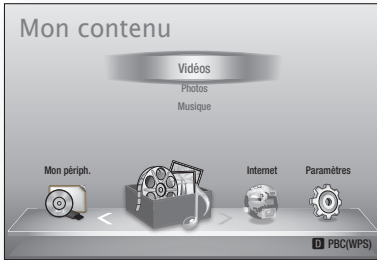 Mon contenu
Vidéos
Photos
Musique
Mon périph.
Internet
Paramètres
D PBC(WPS)